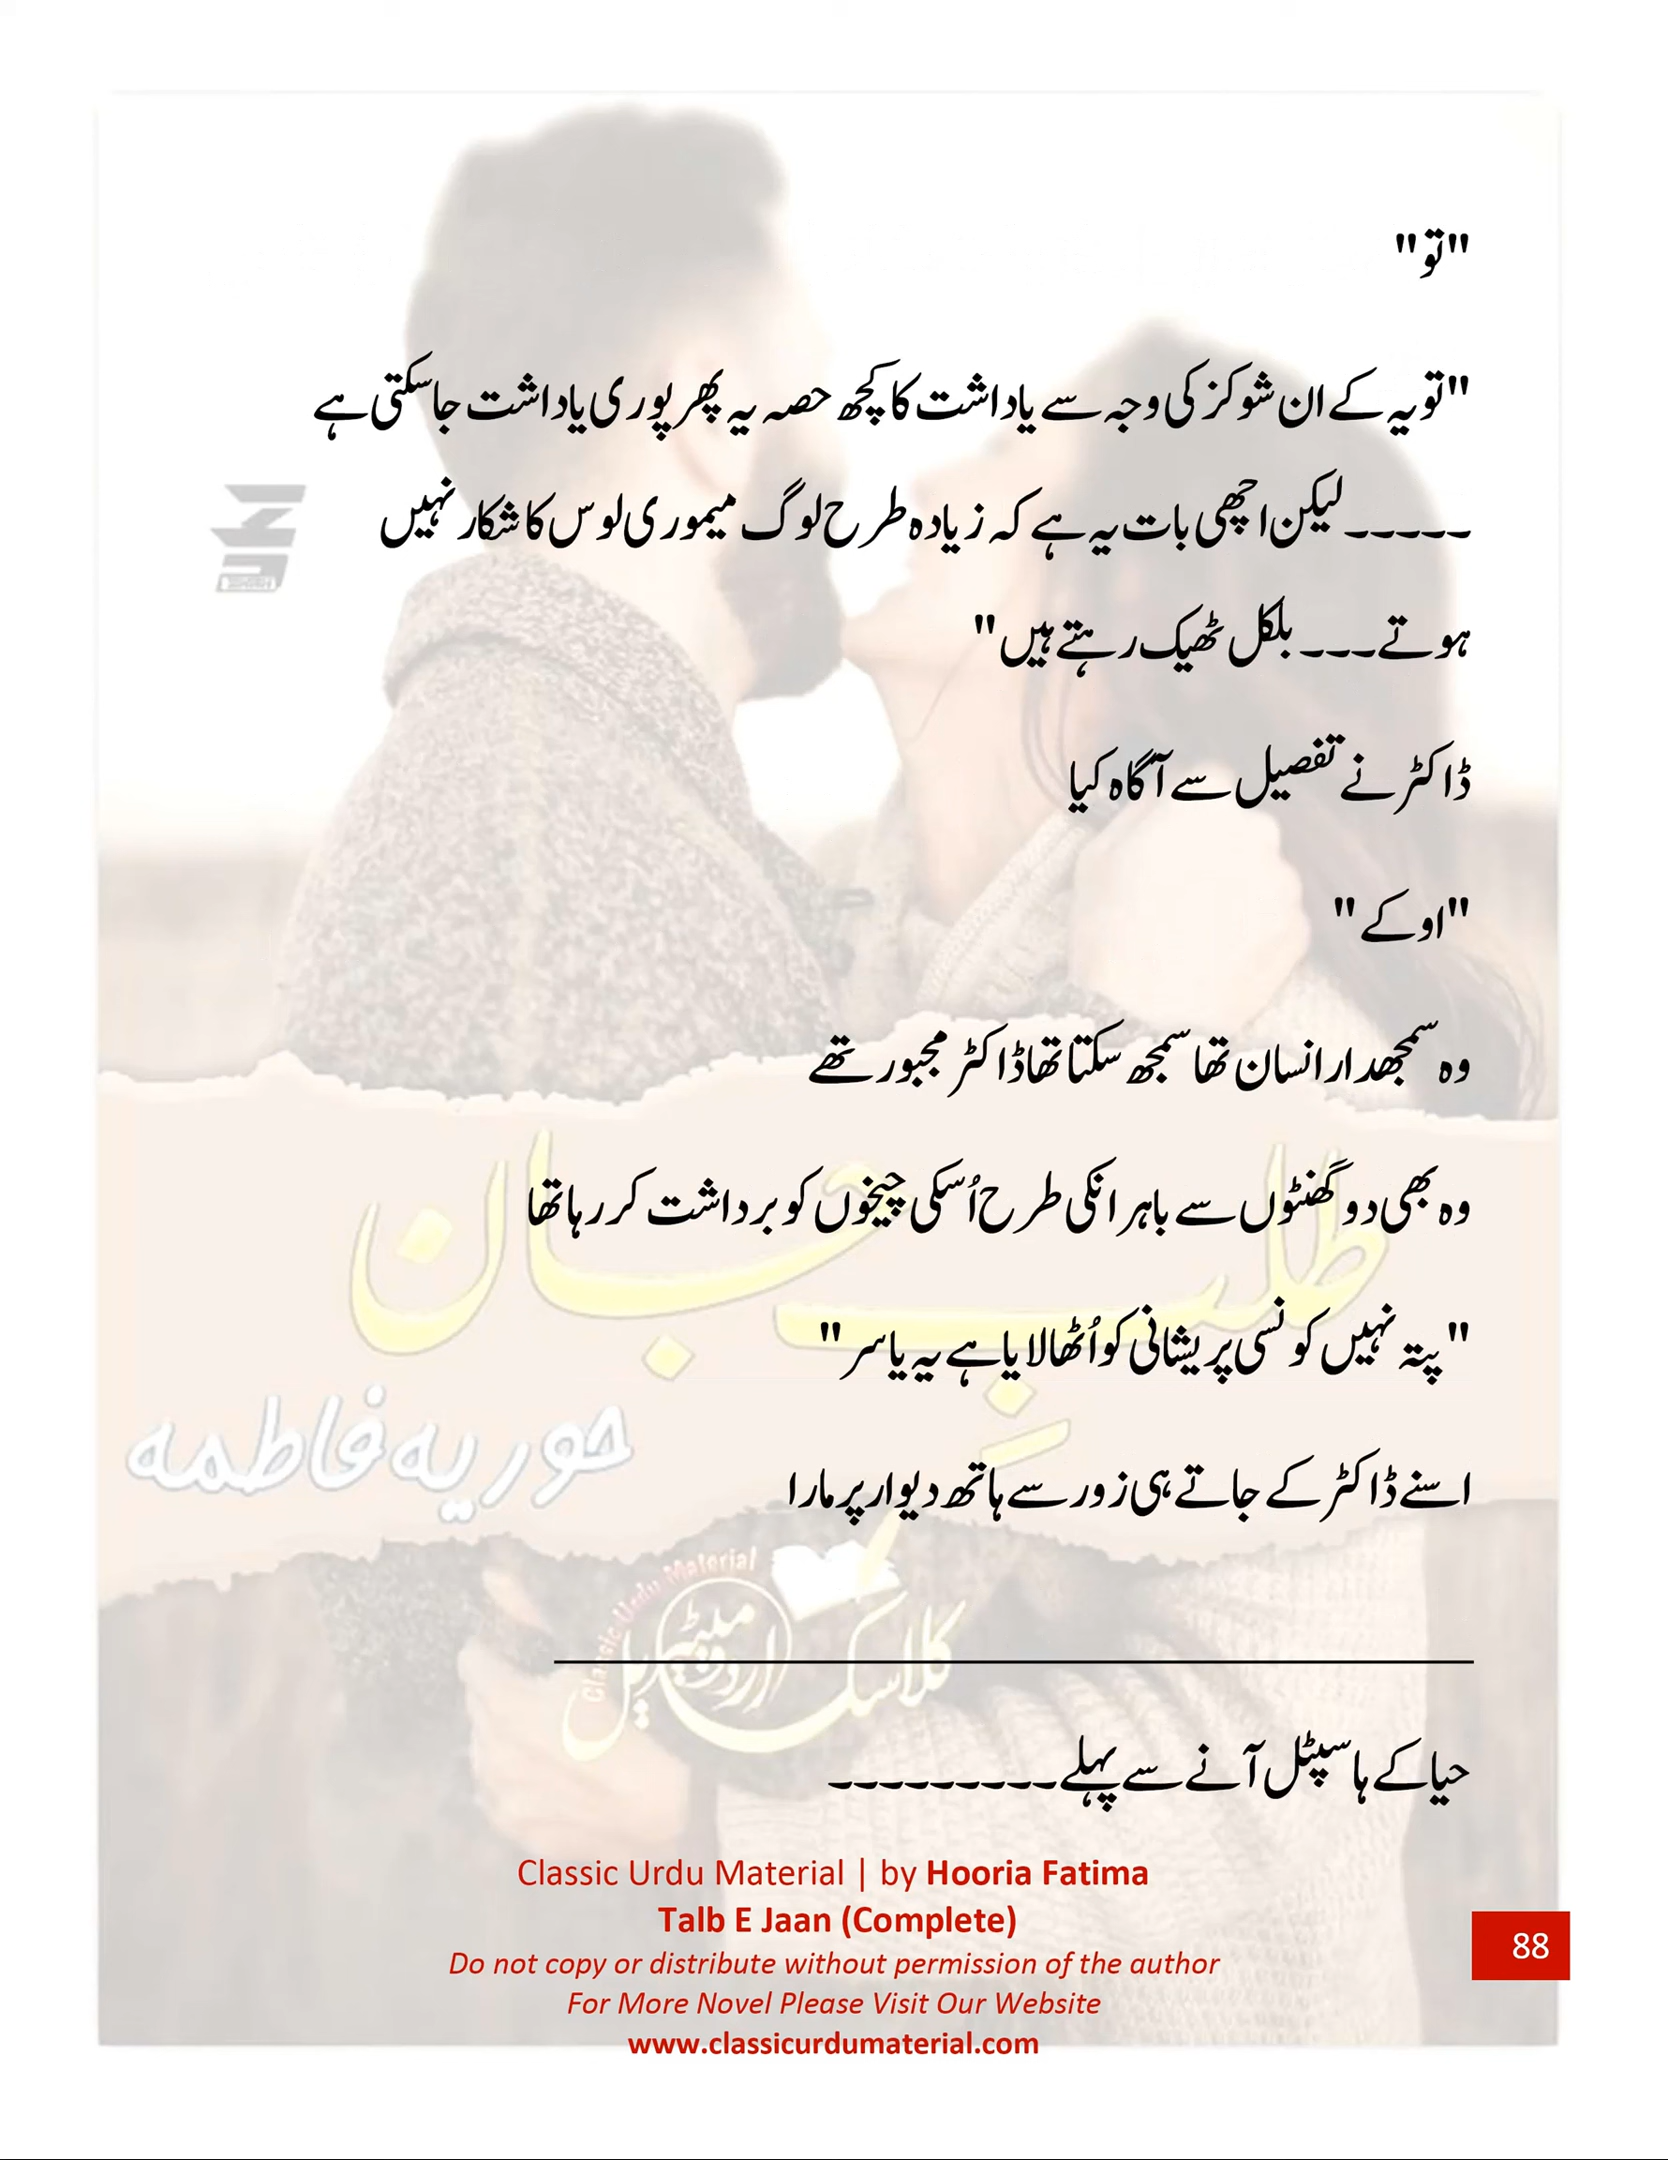 "تو"
"تو یہ کے ان شوکز کی وجہ سے یاداشت کا کچھ حصہ یہ پھر پوری یاداشت جا سکتی ہے
۔۔۔۔۔ لیکن اچھی بات یہ ہے کہ زیادہ طرح لوگ میموری لوس کا شکار نہیں
ہوتے۔۔۔ بلکل ٹھیک رہتے ہیں"
ڈاکٹر نے تفصیل سے آگاہ کیا
"اوکے"
وہ سمجھدار انسان تھا سمجھ سکتا تھا ڈاکٹر مجبور تھے
وہ بھی دو گھنٹوں سے باہر انکی طرح اُسکی چیخوں کو برداشت کر رہا تھا
طلب جان
"پتہ نہیں کونسی پریشانی کو اُٹھا لایا ہے یہ یاسر"
حوریہ فاطمہ
اسنے ڈاکٹر کے جاتے ہی زور سے ہاتھ دیوار پر مارا
Classic Urdu Material
کلاسک اردو مٹیریل
حیا کے ہاسپٹل آنے سے پہلے۔۔۔۔۔۔۔۔۔
Classic Urdu Material | by Hooria Fatima
Talb E Jaan (Complete)
Do not copy or distribute without permission of the author
88
For More Novel Please Visit Our Website
www.classicurdumaterial.com